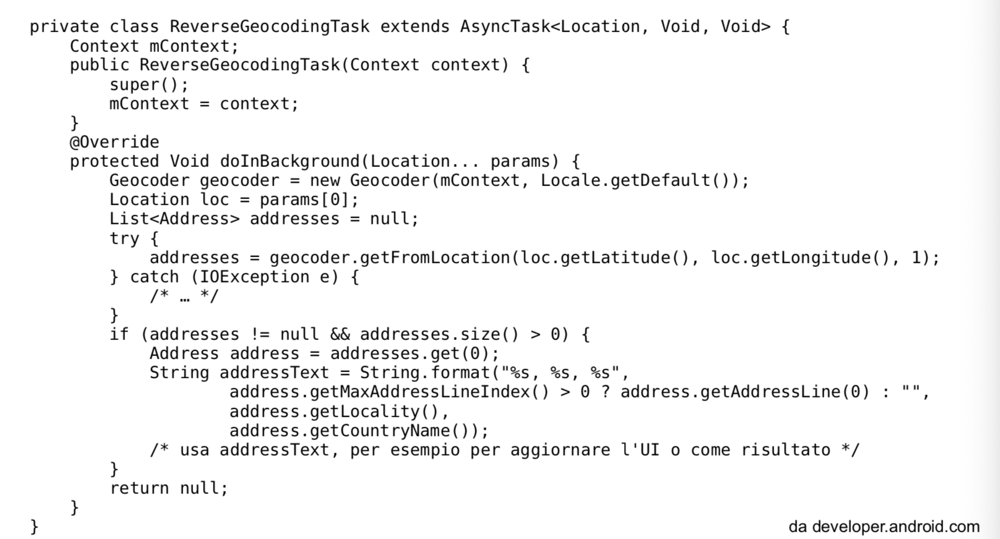 private class ReverseGeocodingTask extends AsyncTask<Location, Void, Void> {
    Context mContext;
    public ReverseGeocodingTask(Context context) {
        super();
        mContext = context;
    }
    @Override
    protected Void doInBackground(Location... params) {
        Geocoder geocoder = new Geocoder(mContext, Locale.getDefault());
        Location loc = params[0];
        List<Address> addresses = null;
        try {
            addresses = geocoder.getFromLocation(loc.getLatitude(), loc.getLongitude(), 1);
        } catch (IOException e) {
            /* … */
        }
        if (addresses != null && addresses.size() > 0) {
            Address address = addresses.get(0);
            String addressText = String.format("%s, %s, %s",
                    address.getMaxAddressLineIndex() > 0 ? address.getAddressLine(0) : "",
                    address.getLocality(),
                    address.getCountryName());
            /* usa addressText, per esempio per aggiornare l'UI o come risultato */
        }
        return null;
    }
}
da developer.android.com